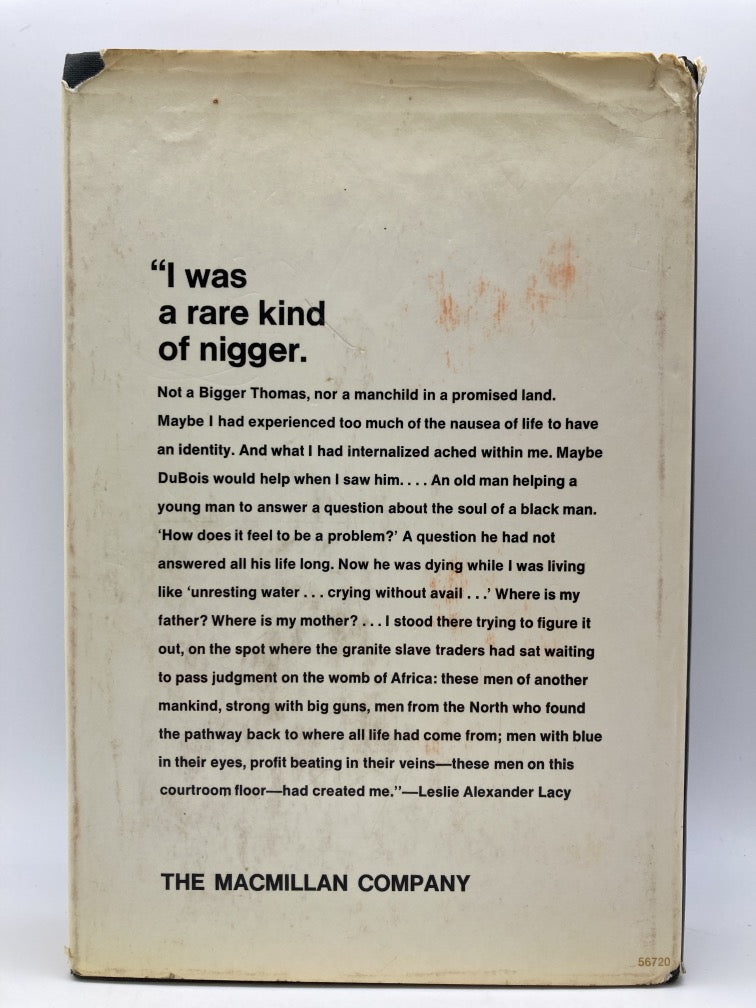 “I was
a rare kind
of nigger.
Not a Bigger Thomas, nor a manchild in a promised land.
Maybe I had experienced too much of the nausea of life to have
an identity. And what I had internalized ached within me. Maybe
DuBois would help when I saw him. . . . An old man helping a
young man to answer a question about the soul of a black man.
‘How does it feel to be a problem?’ A question he had not
answered all his life long. Now he was dying while I was living
like ‘unresting water . . . crying without avail . . .’ Where is my
father? Where is my mother? . . . I stood there trying to figure it
out, on the spot where the granite slave traders had sat waiting
to pass judgment on the womb of Africa: these men of another
mankind, strong with big guns, men from the North who found
the pathway back to where all life had come from; men with blue
in their eyes, profit beating in their veins—these men on this
courtroom floor—had created me.”—Leslie Alexander Lacy
THE MACMILLAN COMPANY
56720